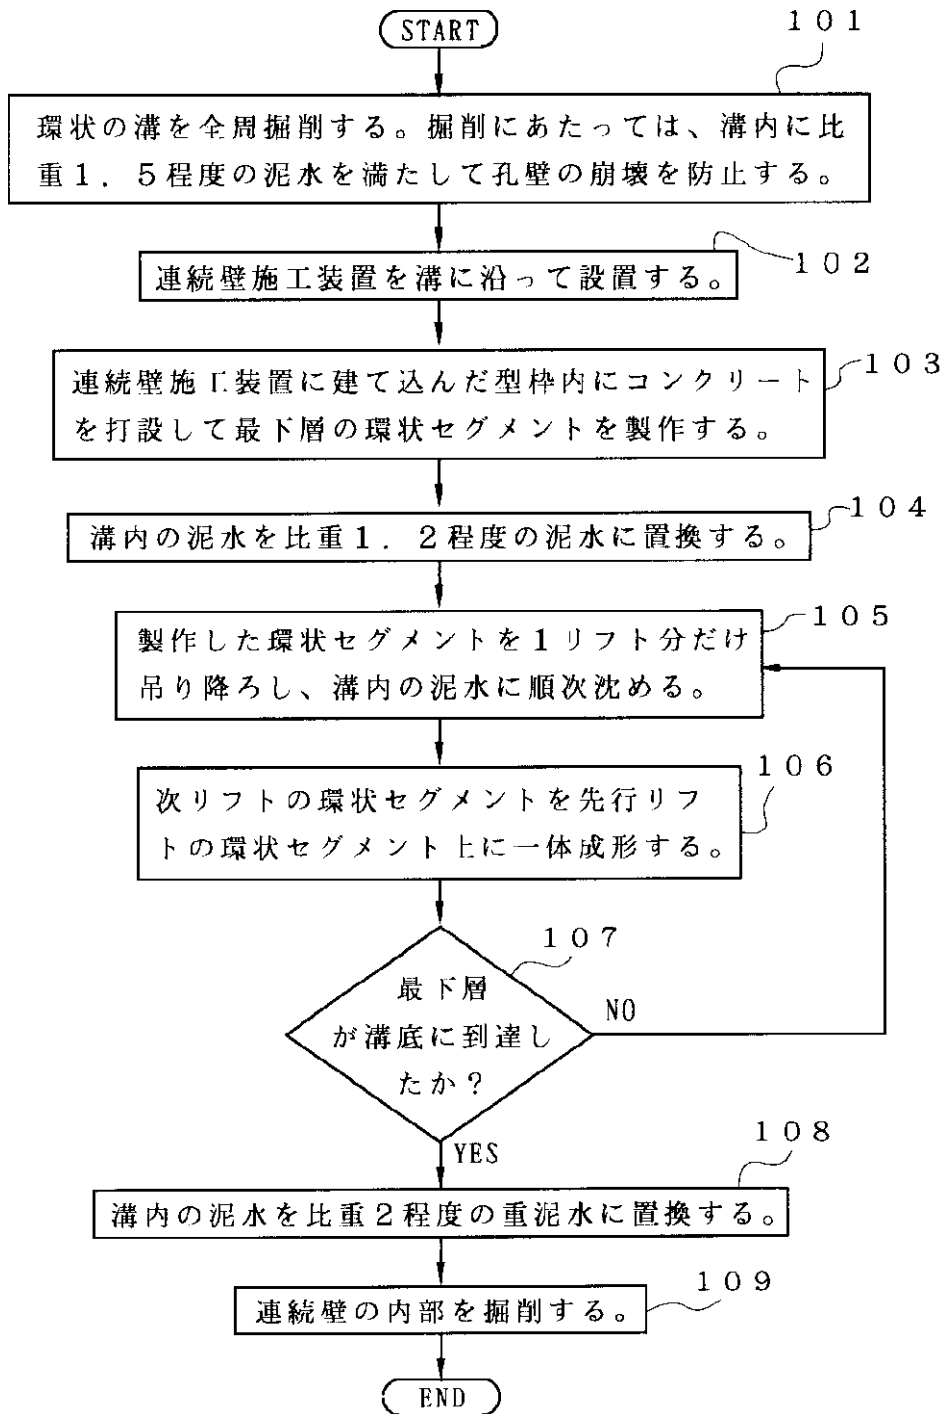 START
101
環状の溝を全周掘削する。掘削にあたっては、溝内に比
重1.5程度の泥水を満たして孔壁の崩壊を防止する。
102
連続壁施工装置を溝に沿って設置する。
103
連続壁施工装置に建て込んだ型枠内にコンクリート
を打設して最下層の環状セグメントを製作する。
104
溝内の泥水を比重1.2程度の泥水に置換する。
105
製作した環状セグメントを1リフト分だけ
吊り降ろし、溝内の泥水に順次沈める。
106
次リフトの環状セグメントを先行リフ
トの環状セグメント上に一体成形する。
107
最下層
が溝底に到達し
たか?
NO
YES
108
溝内の泥水を比重2程度の重泥水に置換する。
109
連続壁の内部を掘削する。
END